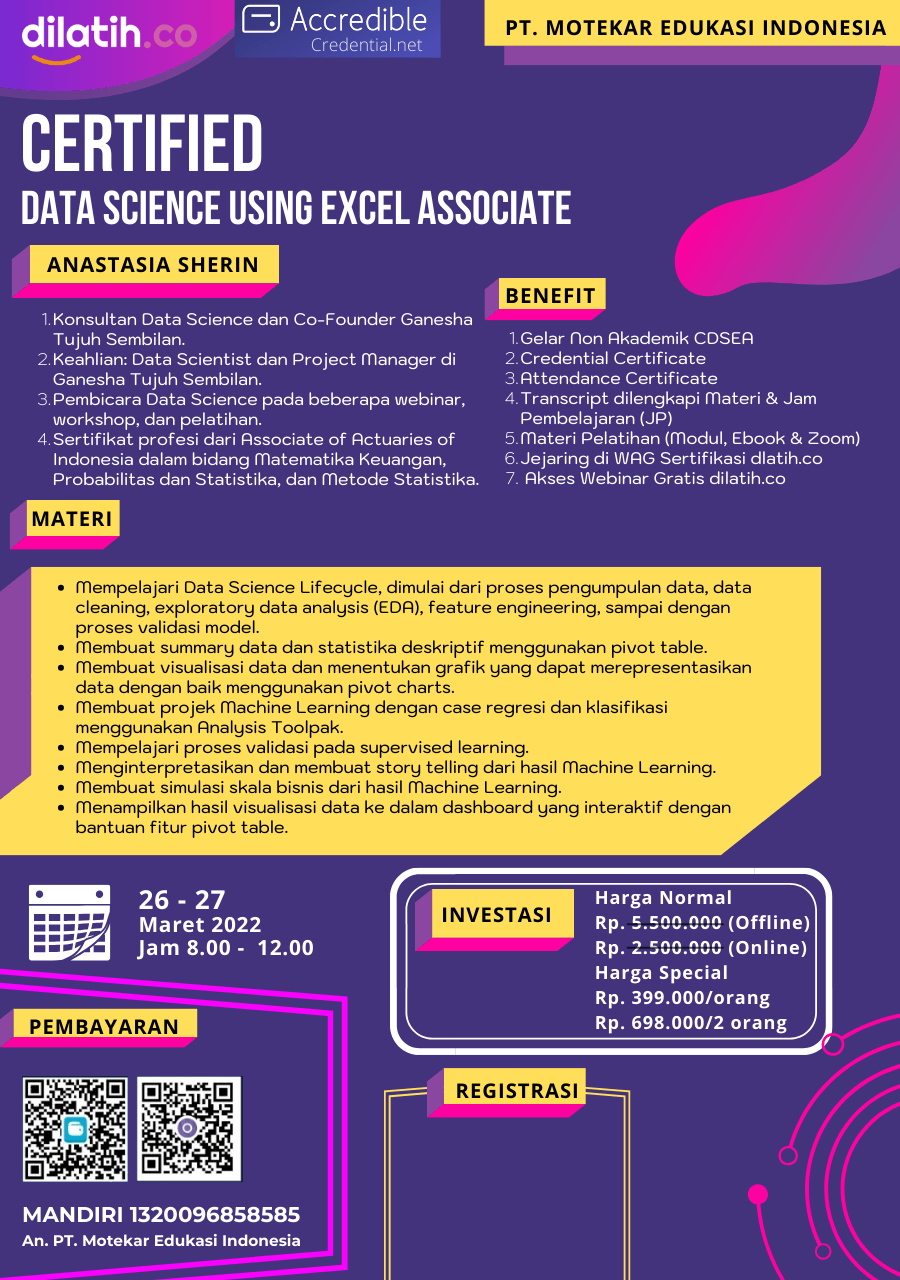 dilatih.co
Accredible
Credential.net
PT. MOTEKAR EDUKASI INDONESIA
CERTIFIED
DATA SCIENCE USING EXCEL ASSOCIATE
ANASTASIA SHERIN
1. Konsultan Data Science dan Co-Founder Ganesha
Tujuh Sembilan.
2. Keahlian: Data Scientist dan Project Manager di
Ganesha Tujuh Sembilan.
3. Pembicara Data Science pada beberapa webinar,
workshop, dan pelatihan.
4. Sertifikat profesi dari Associate of Actuaries of
Indonesia dalam bidang Matematika Keuangan,
Probabilitas dan Statistika, dan Metode Statistika.
BENEFIT
1. Gelar Non Akademik CDSEA
2. Credential Certificate
3. Attendance Certificate
4. Transcript dilengkapi Materi & Jam
Pembelajaran (JP)
5. Materi Pelatihan (Modul, Ebook & Zoom)
6. Jejaring di WAG Sertifikasi dlatih.co
7. Akses Webinar Gratis dilatih.co
MATERI
• Mempelajari Data Science Lifecycle, dimulai dari proses pengumpulan data, data
cleaning, exploratory data analysis (EDA), feature engineering, sampai dengan
proses validasi model.
• Membuat summary data dan statistika deskriptif menggunakan pivot table.
• Membuat visualisasi data dan menentukan grafik yang dapat merepresentasikan
data dengan baik menggunakan pivot charts.
• Membuat projek Machine Learning dengan case regresi dan klasifikasi
menggunakan Analysis Toolpak.
• Mempelajari proses validasi pada supervised learning.
• Menginterpretasikan dan membuat story telling dari hasil Machine Learning.
• Membuat simulasi skala bisnis dari hasil Machine Learning.
• Menampilkan hasil visualisasi data ke dalam dashboard yang interaktif dengan
bantuan fitur pivot table.
26 - 27
Maret 2022
Jam 8.00 - 12.00
INVESTASI
Harga Normal
Rp. 5.500.000 (Offline)
Rp. 2.500.000 (Online)
Harga Special
Rp. 399.000/orang
Rp. 698.000/2 orang
PEMBAYARAN
MANDIRI 1320096858585
An. PT. Motekar Edukasi Indonesia
REGISTRASI